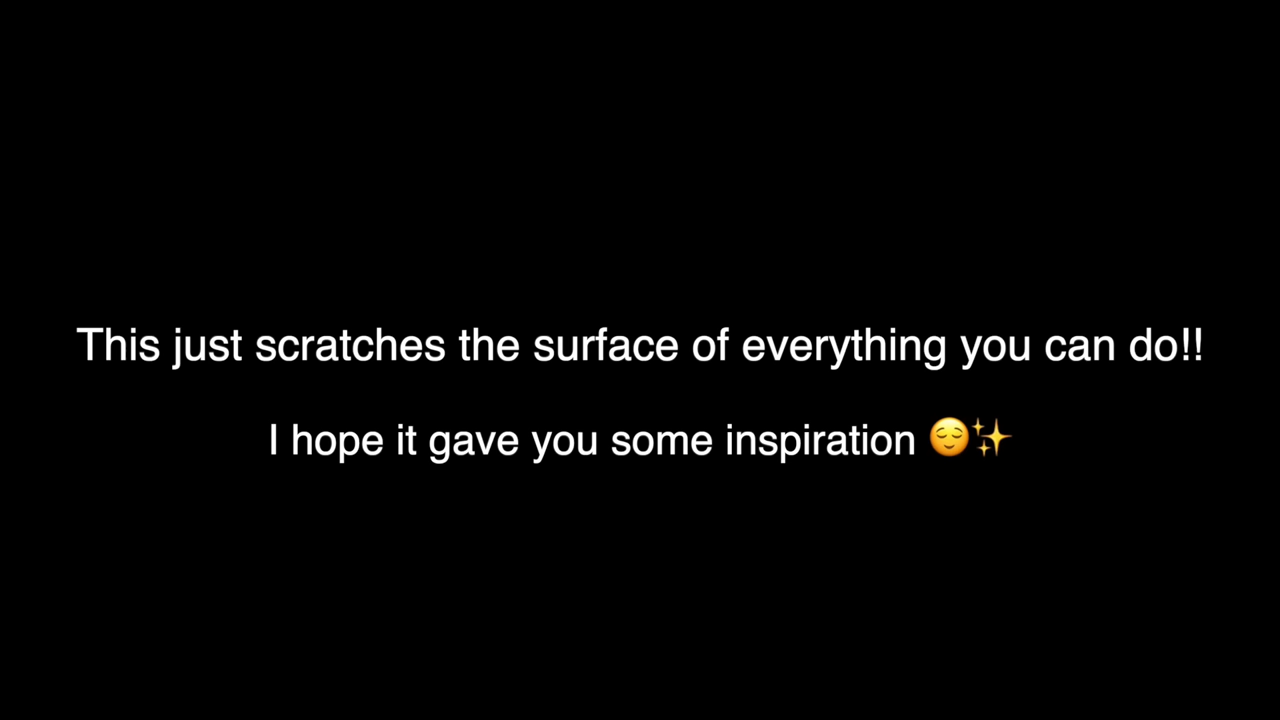 This just scratches the surface of everything you can do!!
I hope it gave you some inspiration 😌✨